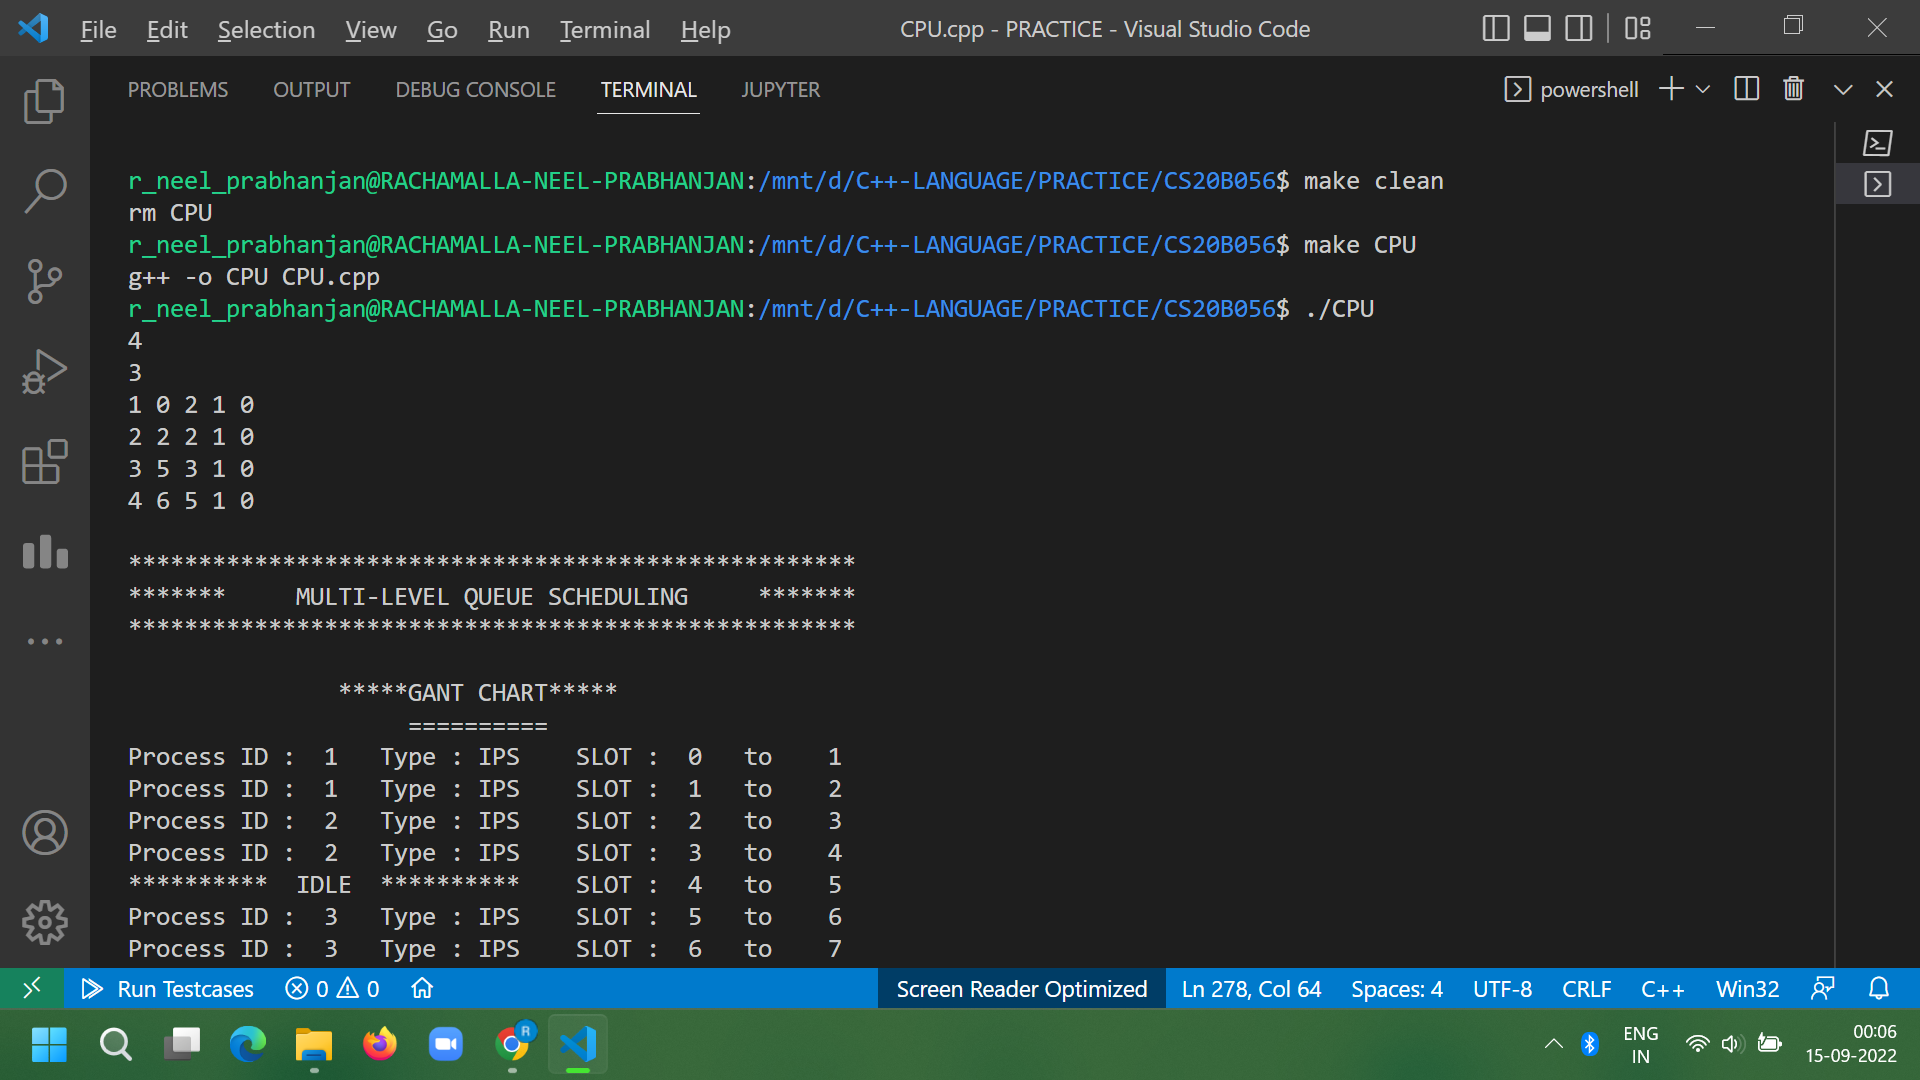 File Edit Selection View Go Run Terminal Help CPU.cpp - PRACTICE - Visual Studio Code
PROBLEMS OUTPUT DEBUG CONSOLE TERMINAL JUPYTER powershell
r_neel_prabhanjan@RACHAMALLA-NEEL-PRABHANJAN:/mnt/d/C++-LANGUAGE/PRACTICE/CS20B056$ make clean
rm CPU
r_neel_prabhanjan@RACHAMALLA-NEEL-PRABHANJAN:/mnt/d/C++-LANGUAGE/PRACTICE/CS20B056$ make CPU
g++ -o CPU CPU.cpp
r_neel_prabhanjan@RACHAMALLA-NEEL-PRABHANJAN:/mnt/d/C++-LANGUAGE/PRACTICE/CS20B056$ ./CPU
4
3
1 0 2 1 0
2 2 2 1 0
3 5 3 1 0
4 6 5 1 0
****************************************************
*******     MULTI-LEVEL QUEUE SCHEDULING     *******
****************************************************
*****GANT CHART*****
==========
Process ID :  1   Type : IPS    SLOT :  0   to    1
Process ID :  1   Type : IPS    SLOT :  1   to    2
Process ID :  2   Type : IPS    SLOT :  2   to    3
Process ID :  2   Type : IPS    SLOT :  3   to    4
**********  IDLE  **********    SLOT :  4   to    5
Process ID :  3   Type : IPS    SLOT :  5   to    6
Process ID :  3   Type : IPS    SLOT :  6   to    7
Run Testcases 0 0 Screen Reader Optimized Ln 278, Col 64 Spaces: 4 UTF-8 CRLF C++ Win32
R
ENG
IN
00:06
15-09-2022